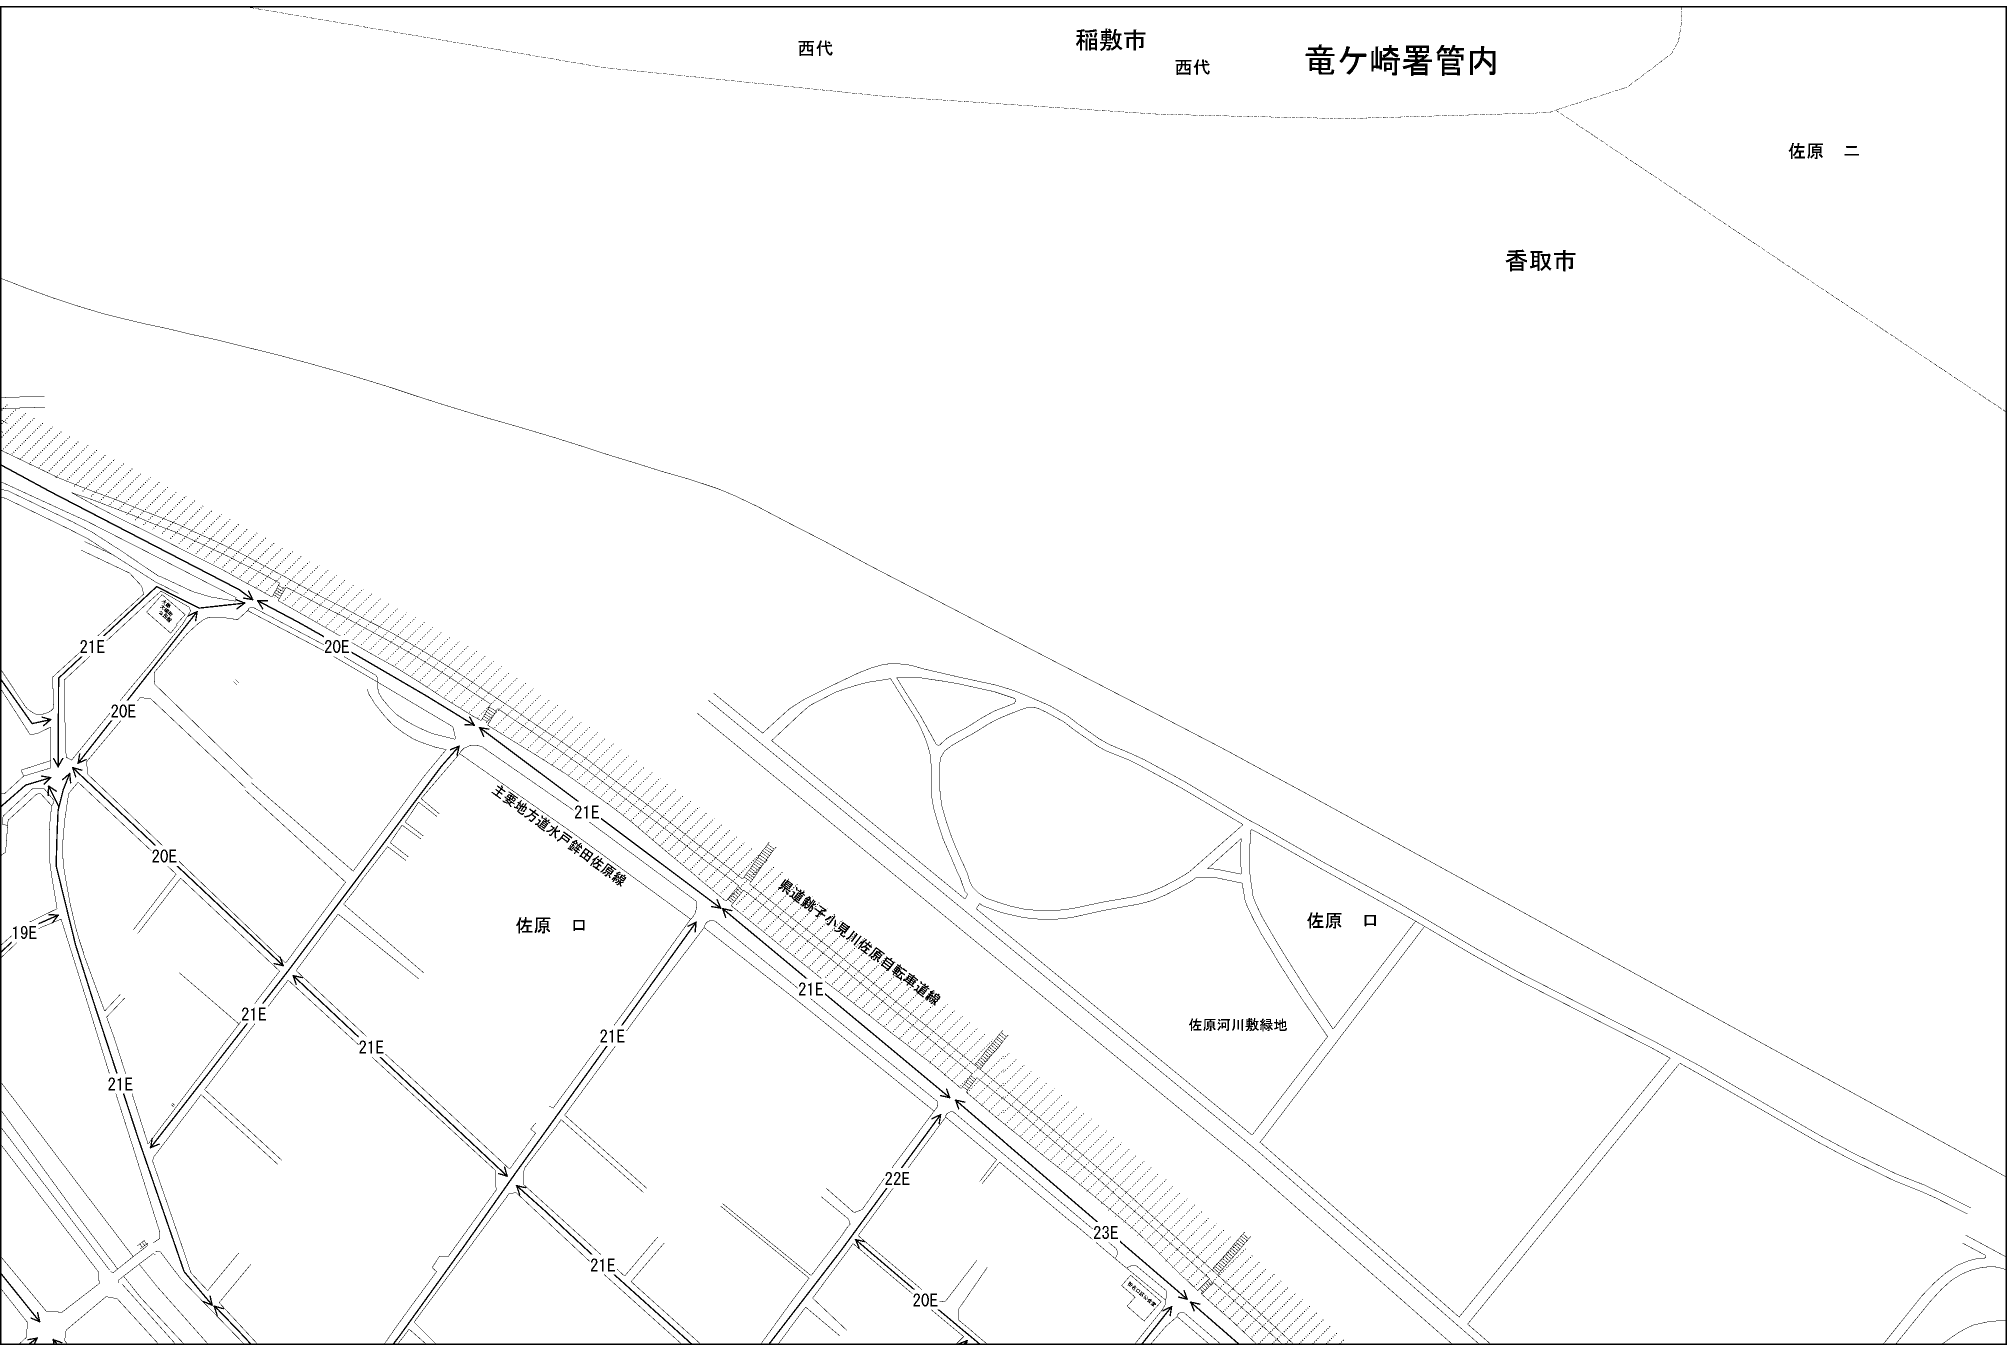 稲敷市
西代
西代
竜ケ崎署管内
佐原 ニ
香取市
21E
20E
20E
21E
主要地方道水戸鉾田佐原線
20E
県道銚子小見川佐原自転車道線
佐原 ロ
佐原 ロ
19E
21E
21E
佐原河川敷緑地
21E
21E
21E
22E
23E
21E
20E